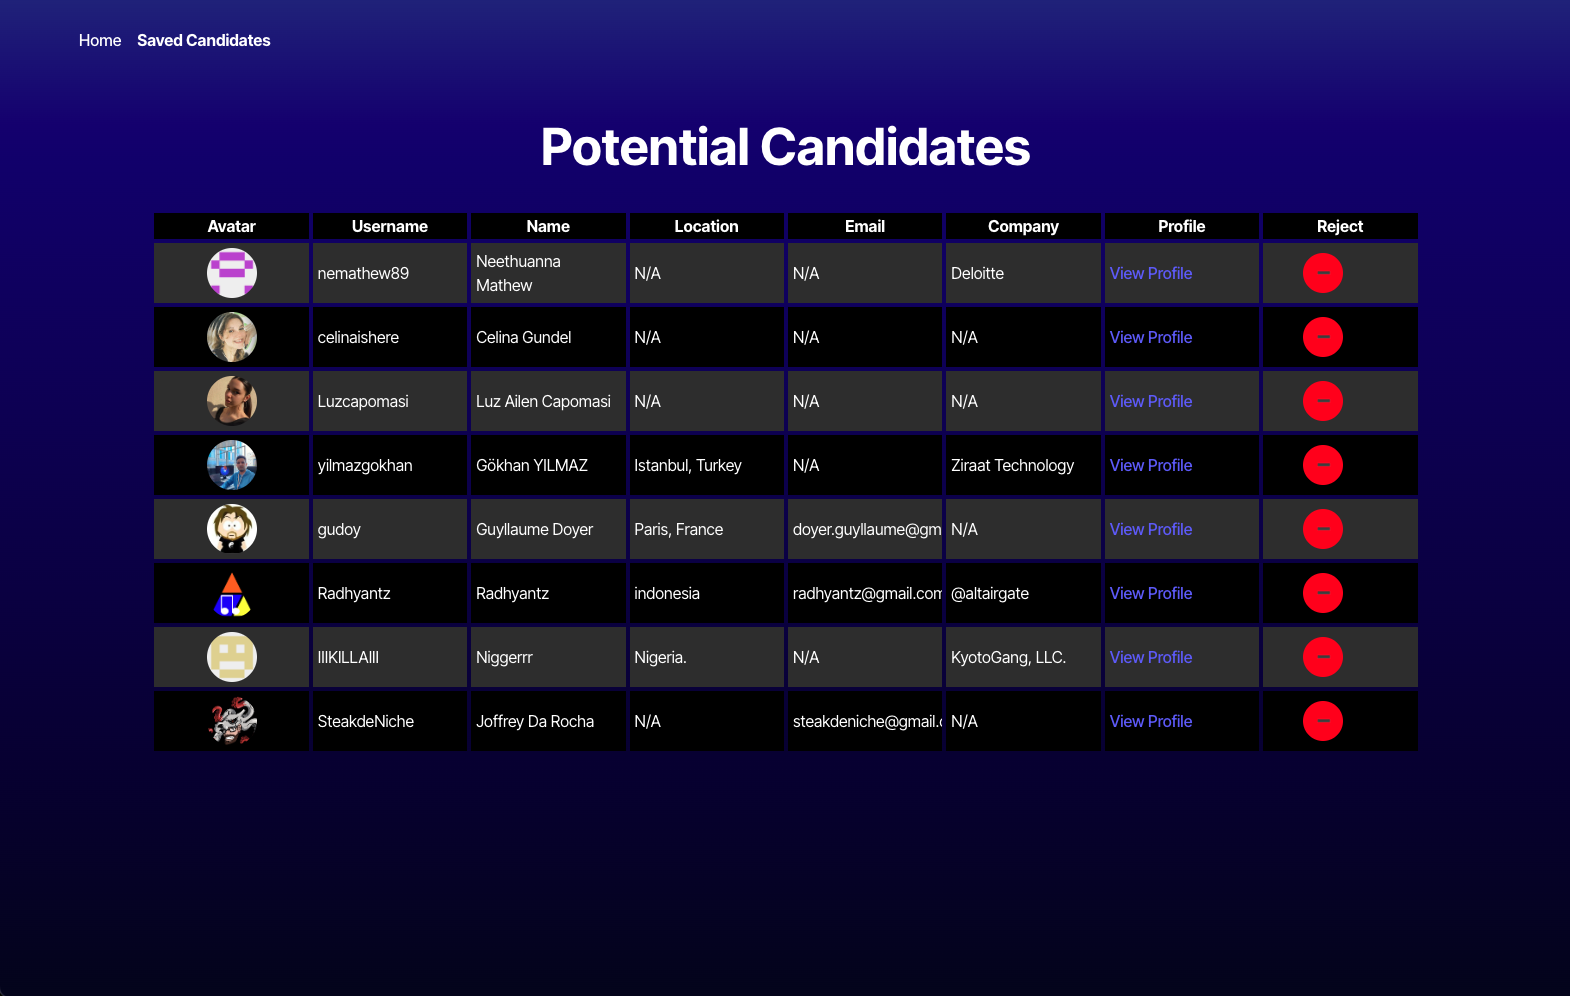 Home Saved Candidates
Potential Candidates
Avatar Username Name Location Email Company Profile Reject
nemathew89 Neethuanna Mathew N/A N/A Deloitte View Profile
celinaishere Celina Gundel N/A N/A N/A View Profile
Luzcapomasi Luz Ailen Capomasi N/A N/A N/A View Profile
yilmazgokhan Gökhan YILMAZ Istanbul, Turkey N/A Ziraat Technology View Profile
gudoy Guyllaume Doyer Paris, France doyer.guyllaume@gm N/A View Profile
Radhyantz Radhyantz indonesia radhyantz@gmail.com @altairgate View Profile
IIIKILLAIII Niggerrr Nigeria. N/A KyotoGang, LLC. View Profile
SteakdeNiche Joffrey Da Rocha N/A steakdeniche@gmail.c N/A View Profile